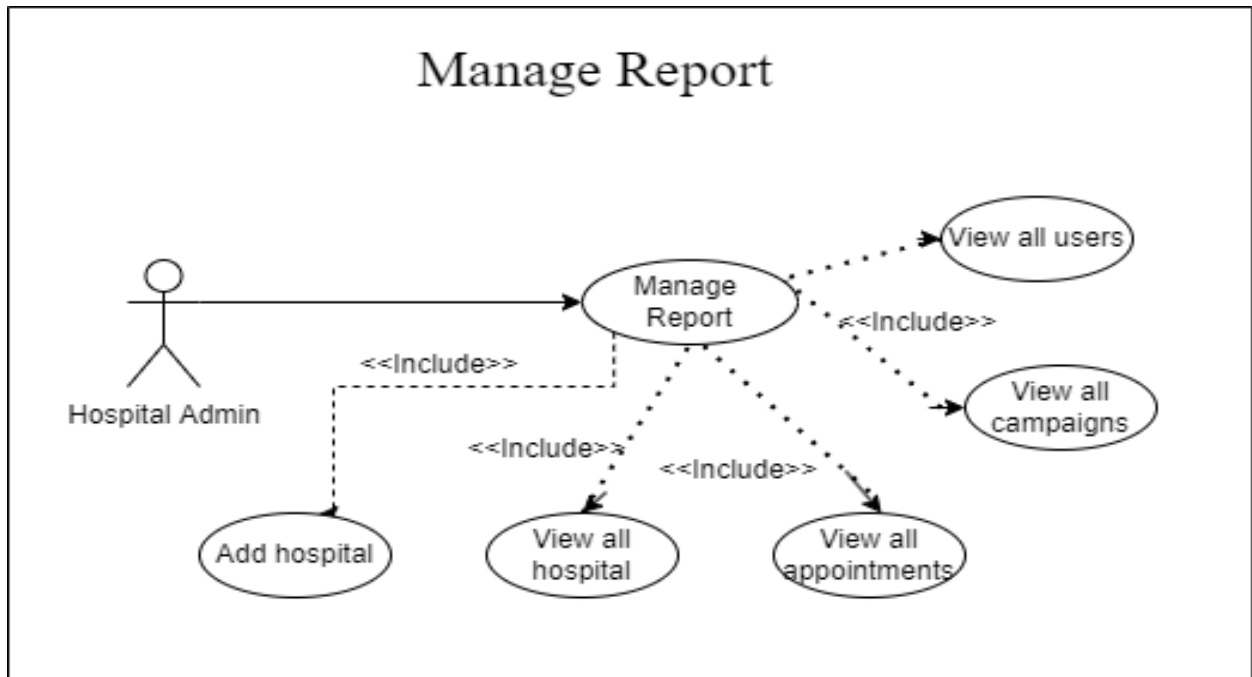 Manage Report
View all users
Manage
Report
<<Include>>
<<Include>>
Hospital Admin
View all
campaigns
<<Include>>
<<Include>>
Add hospital
View all
hospital
View all
appointments